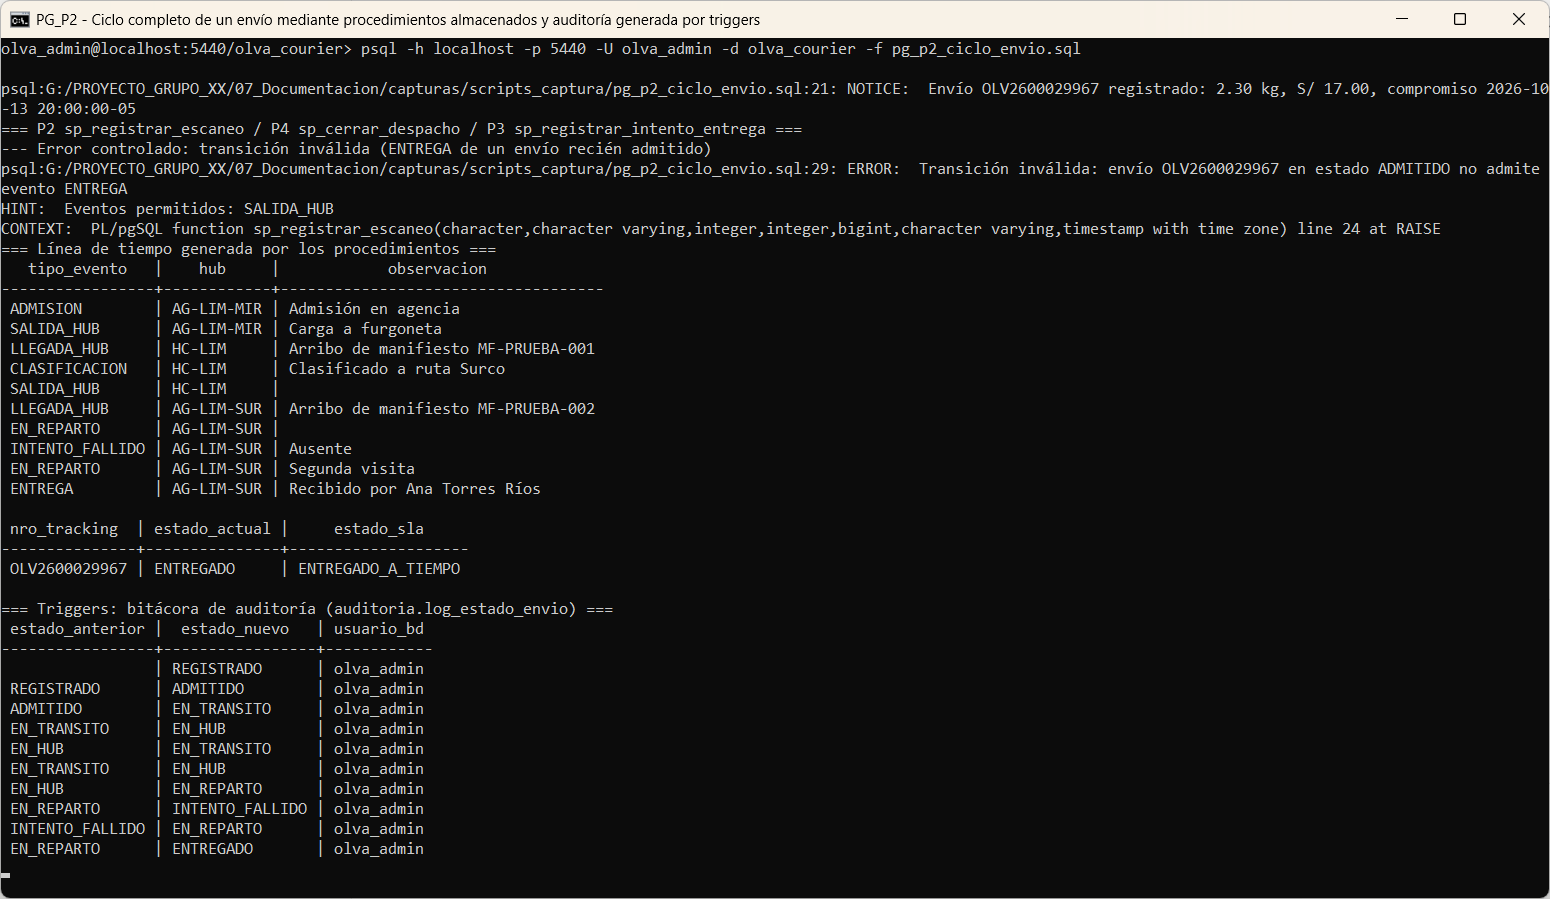 PG_P2 - Ciclo completo de un envío mediante procedimientos almacenados y auditoría generada por triggers
olva_admin@localhost:5440/olva_courier> psql -h localhost -p 5440 -U olva_admin -d olva_courier -f pg_p2_ciclo_envio.sql
psql:G:/PROYECTO_GRUPO_XX/07_Documentacion/capturas/scripts_captura/pg_p2_ciclo_envio.sql:21: NOTICE:  Envío OLV2600029967 registrado: 2.30 kg, S/ 17.00, compromiso 2026-10
-13 20:00:00-05
=== P2 sp_registrar_escaneo / P4 sp_cerrar_despacho / P3 sp_registrar_intento_entrega ===
--- Error controlado: transición inválida (ENTREGA de un envío recién admitido)
psql:G:/PROYECTO_GRUPO_XX/07_Documentacion/capturas/scripts_captura/pg_p2_ciclo_envio.sql:29: ERROR:  Transición inválida: envío OLV2600029967 en estado ADMITIDO no admite
evento ENTREGA
HINT:  Eventos permitidos: SALIDA_HUB
CONTEXT:  PL/pgSQL function sp_registrar_escaneo(character,character varying,integer,integer,bigint,character varying,timestamp with time zone) line 24 at RAISE
=== Línea de tiempo generada por los procedimientos ===
   tipo_evento   |    hub     |            observacion
-----------------+------------+------------------------------------
 ADMISION        | AG-LIM-MIR | Admisión en agencia
 SALIDA_HUB      | AG-LIM-MIR | Carga a furgoneta
 LLEGADA_HUB     | HC-LIM     | Arribo de manifiesto MF-PRUEBA-001
 CLASIFICACION   | HC-LIM     | Clasificado a ruta Surco
 SALIDA_HUB      | HC-LIM     |
 LLEGADA_HUB     | AG-LIM-SUR | Arribo de manifiesto MF-PRUEBA-002
 EN_REPARTO      | AG-LIM-SUR |
 INTENTO_FALLIDO | AG-LIM-SUR | Ausente
 EN_REPARTO      | AG-LIM-SUR | Segunda visita
 ENTREGA         | AG-LIM-SUR | Recibido por Ana Torres Ríos
 nro_tracking  | estado_actual |     estado_sla
---------------+---------------+--------------------
 OLV2600029967 | ENTREGADO     | ENTREGADO_A_TIEMPO
=== Triggers: bitácora de auditoría (auditoria.log_estado_envio) ===
 estado_anterior |  estado_nuevo   | usuario_bd
-----------------+-----------------+------------
                 | REGISTRADO      | olva_admin
 REGISTRADO      | ADMITIDO        | olva_admin
 ADMITIDO        | EN_TRANSITO     | olva_admin
 EN_TRANSITO     | EN_HUB          | olva_admin
 EN_HUB          | EN_TRANSITO     | olva_admin
 EN_TRANSITO     | EN_HUB          | olva_admin
 EN_HUB          | EN_REPARTO      | olva_admin
 EN_REPARTO      | INTENTO_FALLIDO | olva_admin
 INTENTO_FALLIDO | EN_REPARTO      | olva_admin
 EN_REPARTO      | ENTREGADO       | olva_admin